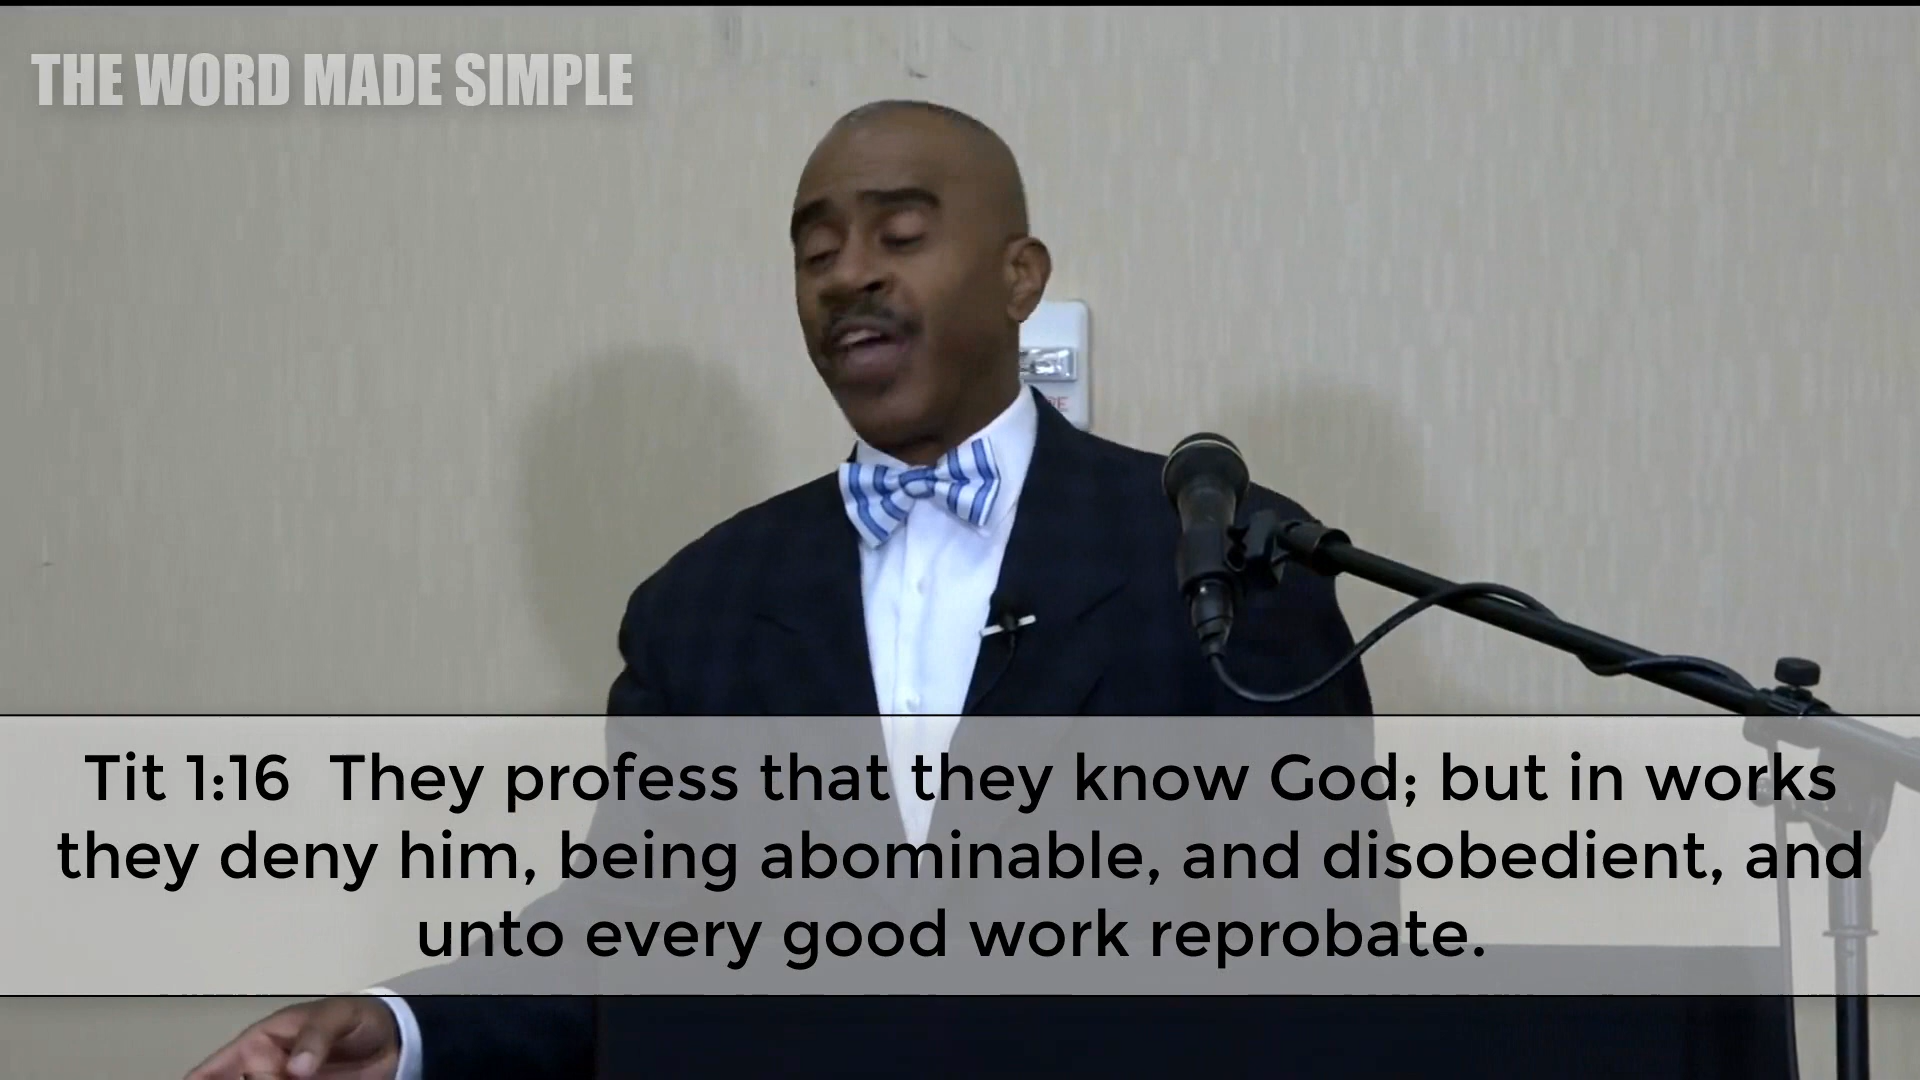 THE WORD MADE SIMPLE
Tit 1:16 They profess that they know God; but in works
they deny him, being abominable, and disobedient, and
unto every good work reprobate.